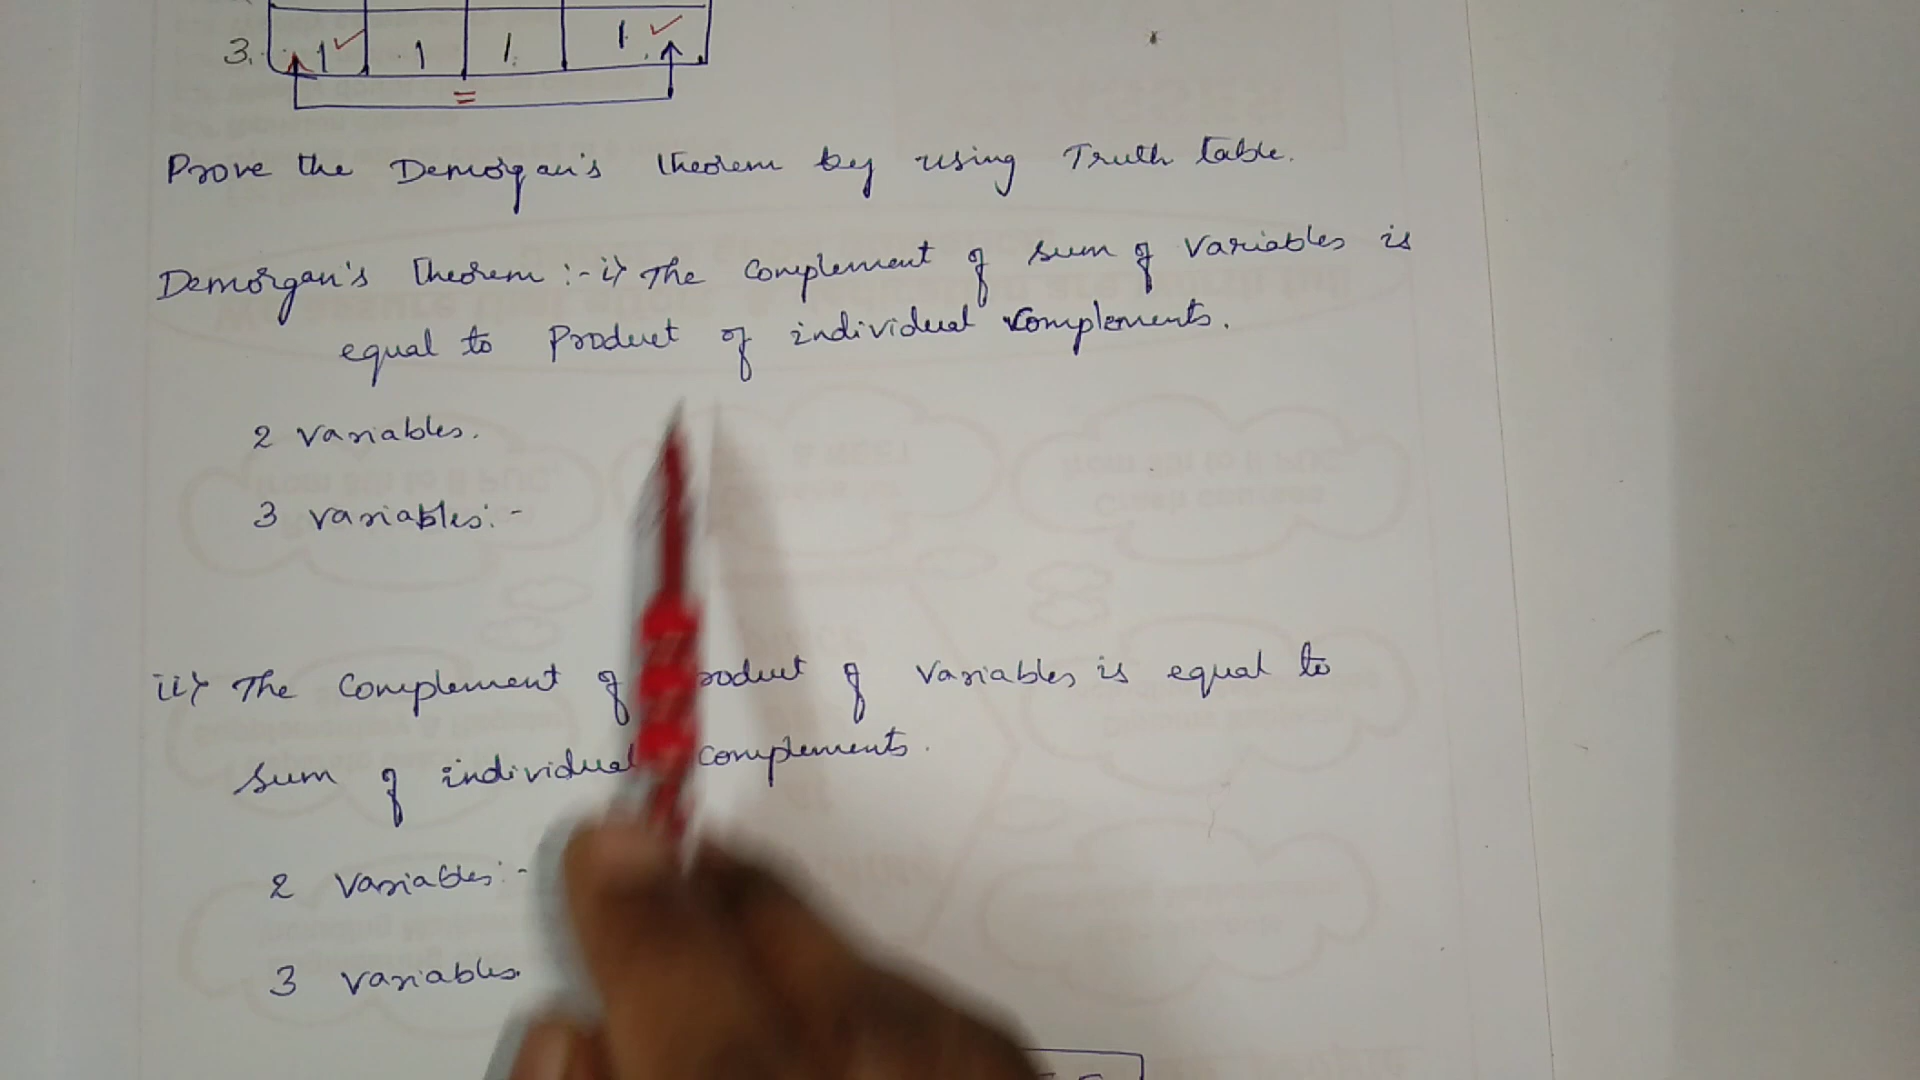 3. 1 1 1 1
=
Prove the Demorgan's theorem by using Truth table.
Demorgan's Theorem :- i) The complement of sum of variables is
equal to Product of individual complements.
2 variables.
3 variables:-
ii) The complement of product of variables is equal to
sum of individual complements.
2 variables:-
3 variables.